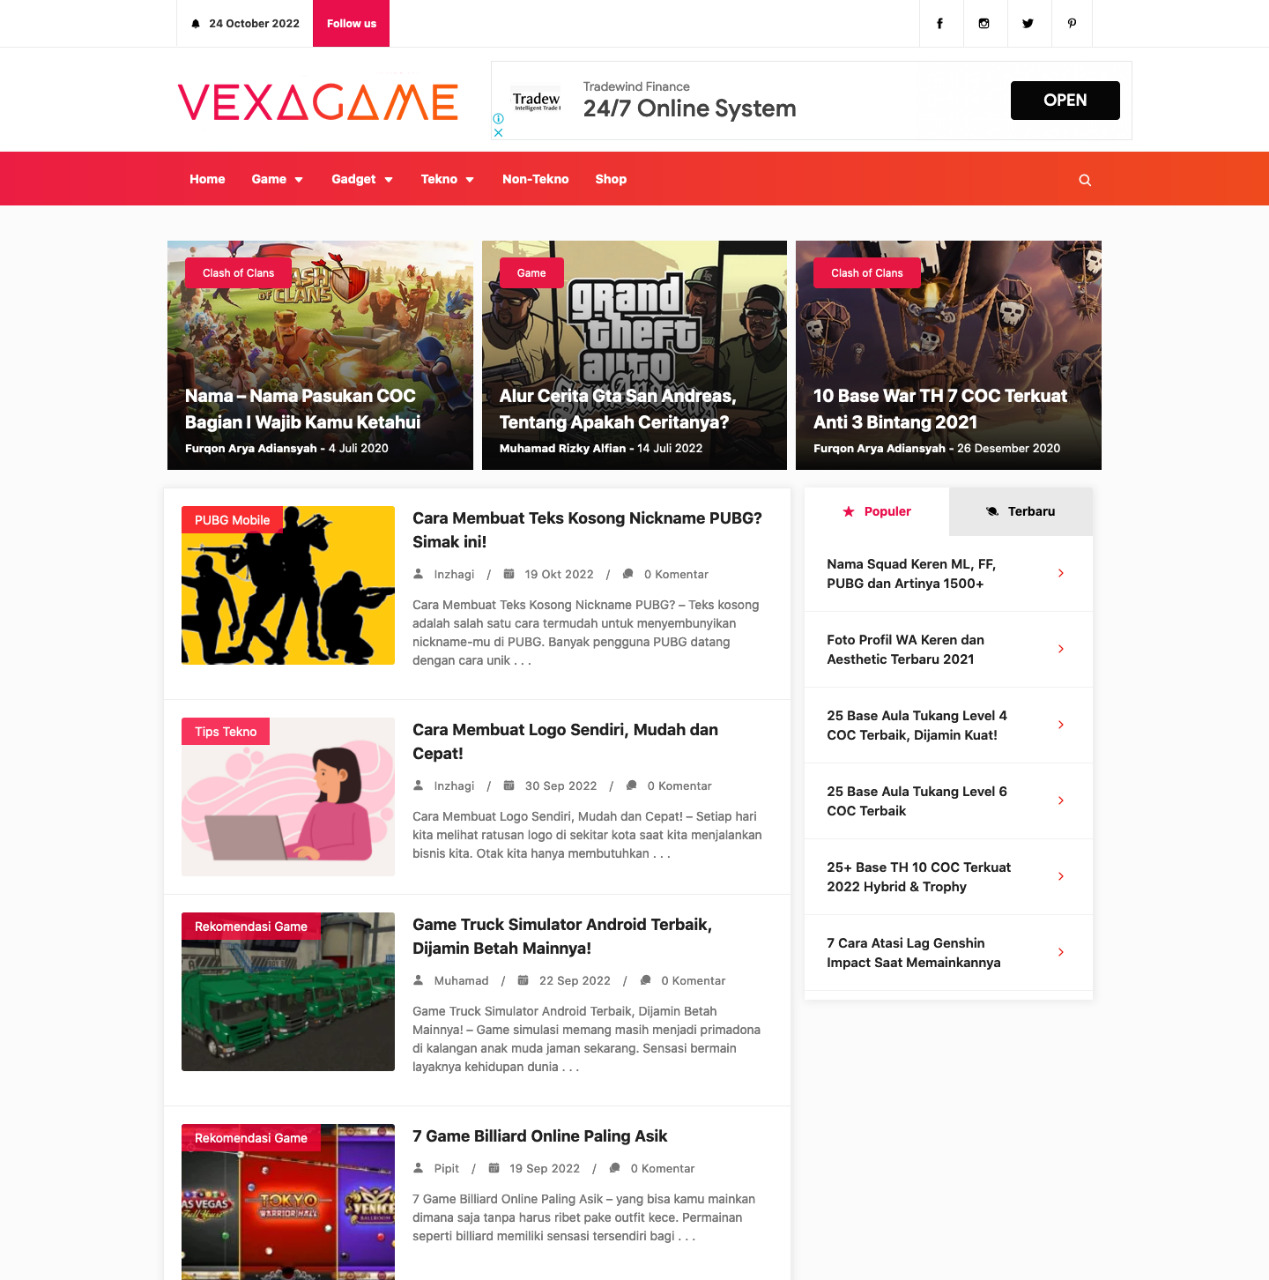 24 October 2022
Follow us
VEXAGAME
Tradew
Tradewind Finance
24/7 Online System
OPEN
Home
Game
Gadget
Tekno
Non-Tekno
Shop
Clash of Clans
Nama – Nama Pasukan COC
Bagian I Wajib Kamu Ketahui
Furqon Arya Adiansyah - 4 Juli 2020
Game
grand
theft
auto
San Andreas
Alur Cerita Gta San Andreas,
Tentang Apakah Ceritanya?
Muhamad Rizky Alfian - 14 Juli 2022
Clash of Clans
10 Base War TH 7 COC Terkuat
Anti 3 Bintang 2021
Furqon Arya Adiansyah - 26 Desember 2020
PUBG Mobile
Cara Membuat Teks Kosong Nickname PUBG?
Simak ini!
Inzhagi / 19 Okt 2022 / 0 Komentar
Cara Membuat Teks Kosong Nickname PUBG? – Teks kosong
adalah salah satu cara termudah untuk menyembunyikan
nickname-mu di PUBG. Banyak pengguna PUBG datang
dengan cara unik . . .
Tips Tekno
Cara Membuat Logo Sendiri, Mudah dan
Cepat!
Inzhagi / 30 Sep 2022 / 0 Komentar
Cara Membuat Logo Sendiri, Mudah dan Cepat! – Setiap hari
kita melihat ratusan logo di sekitar kota saat kita menjalankan
bisnis kita. Otak kita hanya membutuhkan . . .
Rekomendasi Game
Game Truck Simulator Android Terbaik,
Dijamin Betah Mainnya!
Muhamad / 22 Sep 2022 / 0 Komentar
Game Truck Simulator Android Terbaik, Dijamin Betah
Mainnya! – Game simulasi memang masih menjadi primadona
di kalangan anak muda jaman sekarang. Sensasi bermain
layaknya kehidupan dunia . . .
Rekomendasi Game
AS VEGAS
TOKYO
WARRIOR HALL
VENICE
BALLROOM
7 Game Billiard Online Paling Asik
Pipit / 19 Sep 2022 / 0 Komentar
7 Game Billiard Online Paling Asik – yang bisa kamu mainkan
dimana saja tanpa harus ribet pake outfit kece. Permainan
seperti billiard memiliki sensasi tersendiri bagi . . .
Populer
Terbaru
Nama Squad Keren ML, FF,
PUBG dan Artinya 1500+
Foto Profil WA Keren dan
Aesthetic Terbaru 2021
25 Base Aula Tukang Level 4
COC Terbaik, Dijamin Kuat!
25 Base Aula Tukang Level 6
COC Terbaik
25+ Base TH 10 COC Terkuat
2022 Hybrid & Trophy
7 Cara Atasi Lag Genshin
Impact Saat Memainkannya